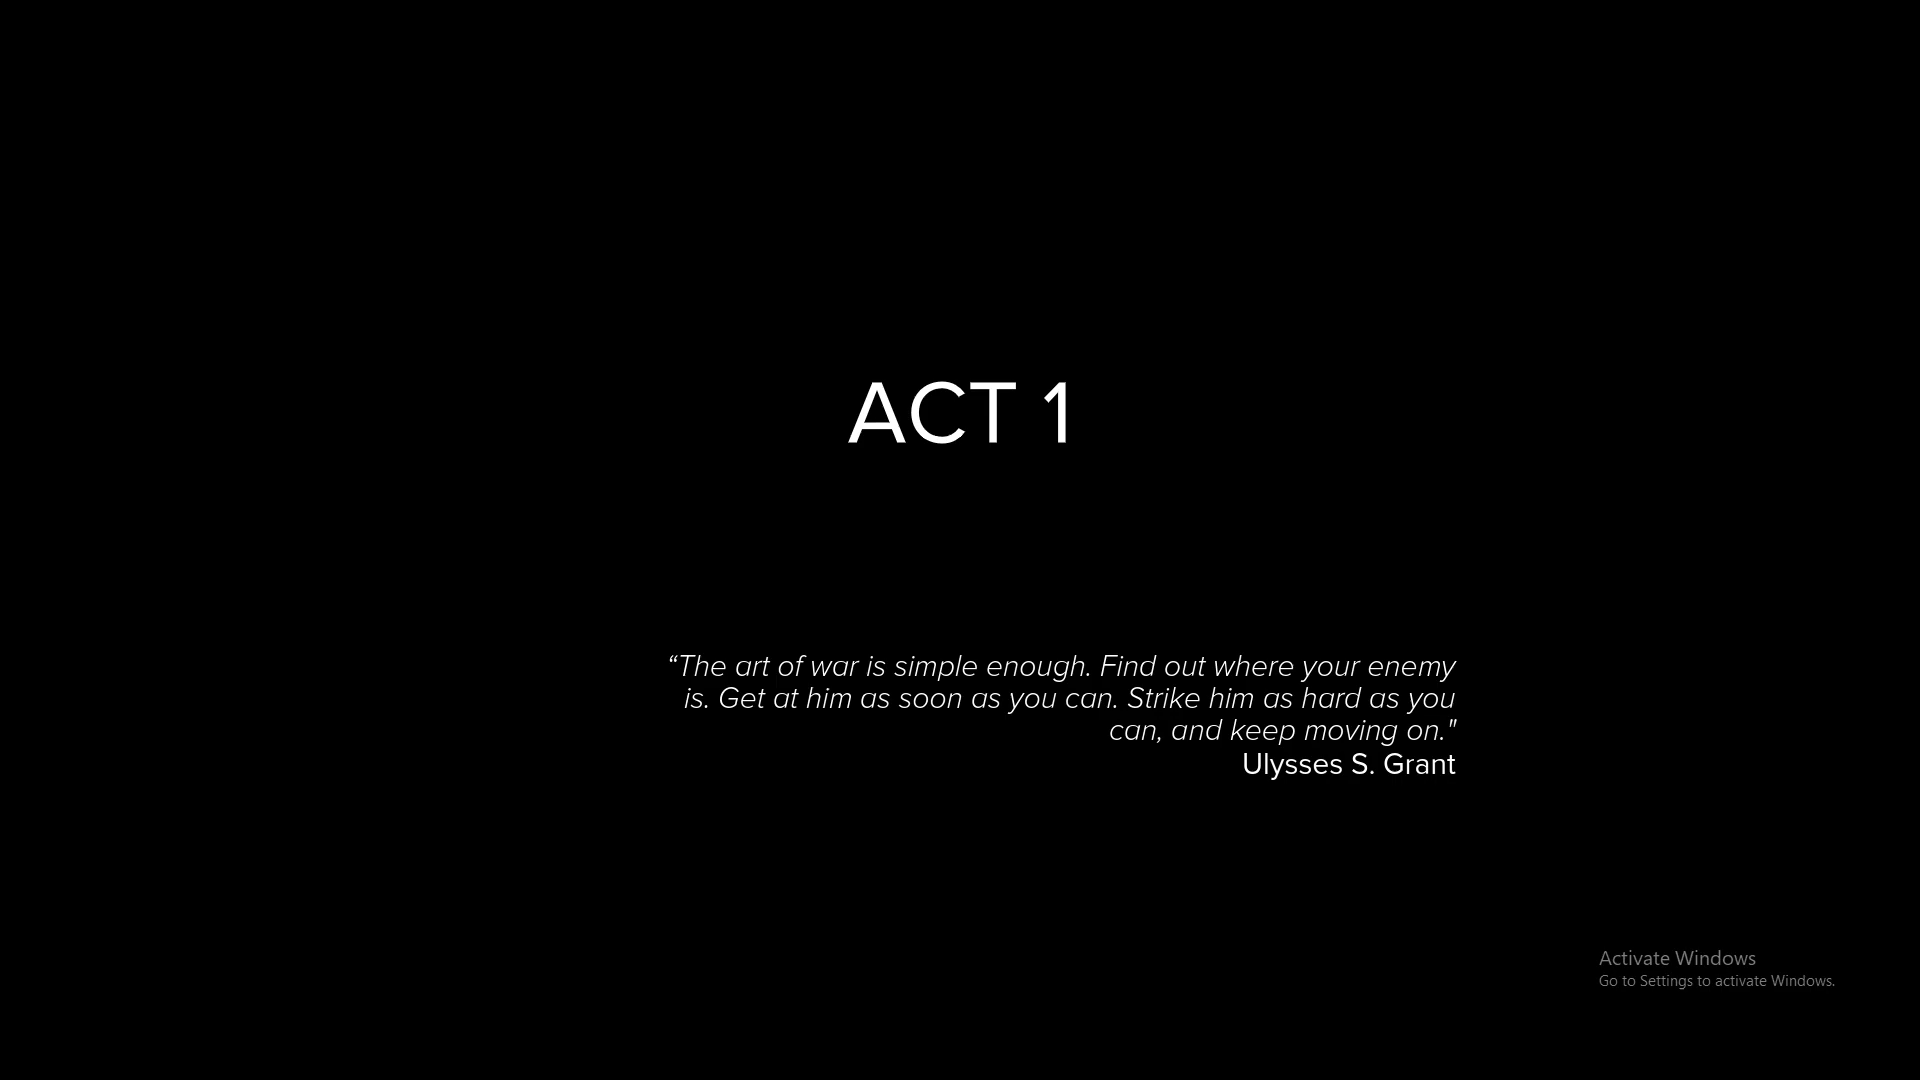 ACT 1
“The art of war is simple enough. Find out where your enemy
is. Get at him as soon as you can. Strike him as hard as you
can, and keep moving on."
Ulysses S. Grant
Activate Windows
Go to Settings to activate Windows.